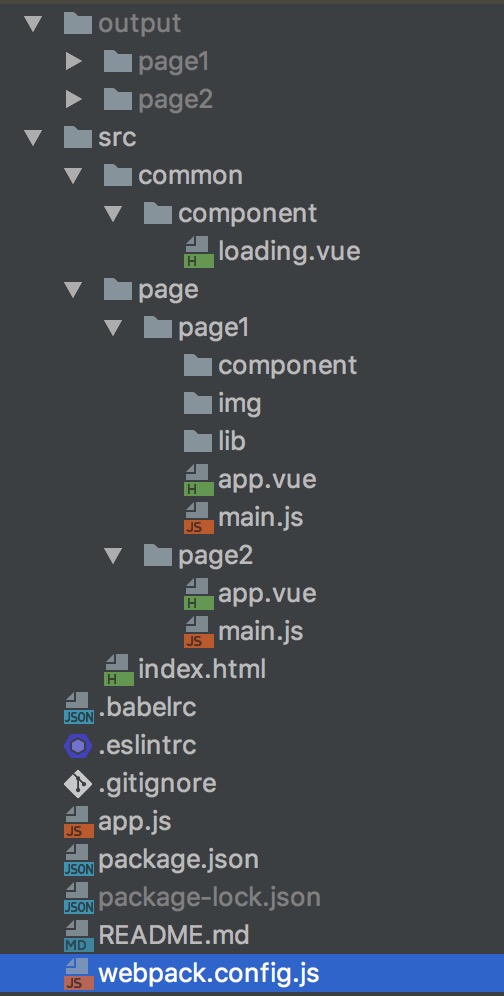 output
page1
page2
src
common
component
H loading.vue
page
page1
component
img
lib
H app.vue
JS main.js
page2
H app.vue
JS main.js
H index.html
JSON .babelrc
.eslintrc
.gitignore
JS app.js
JSON package.json
JSON package-lock.json
MD README.md
JS webpack.config.js